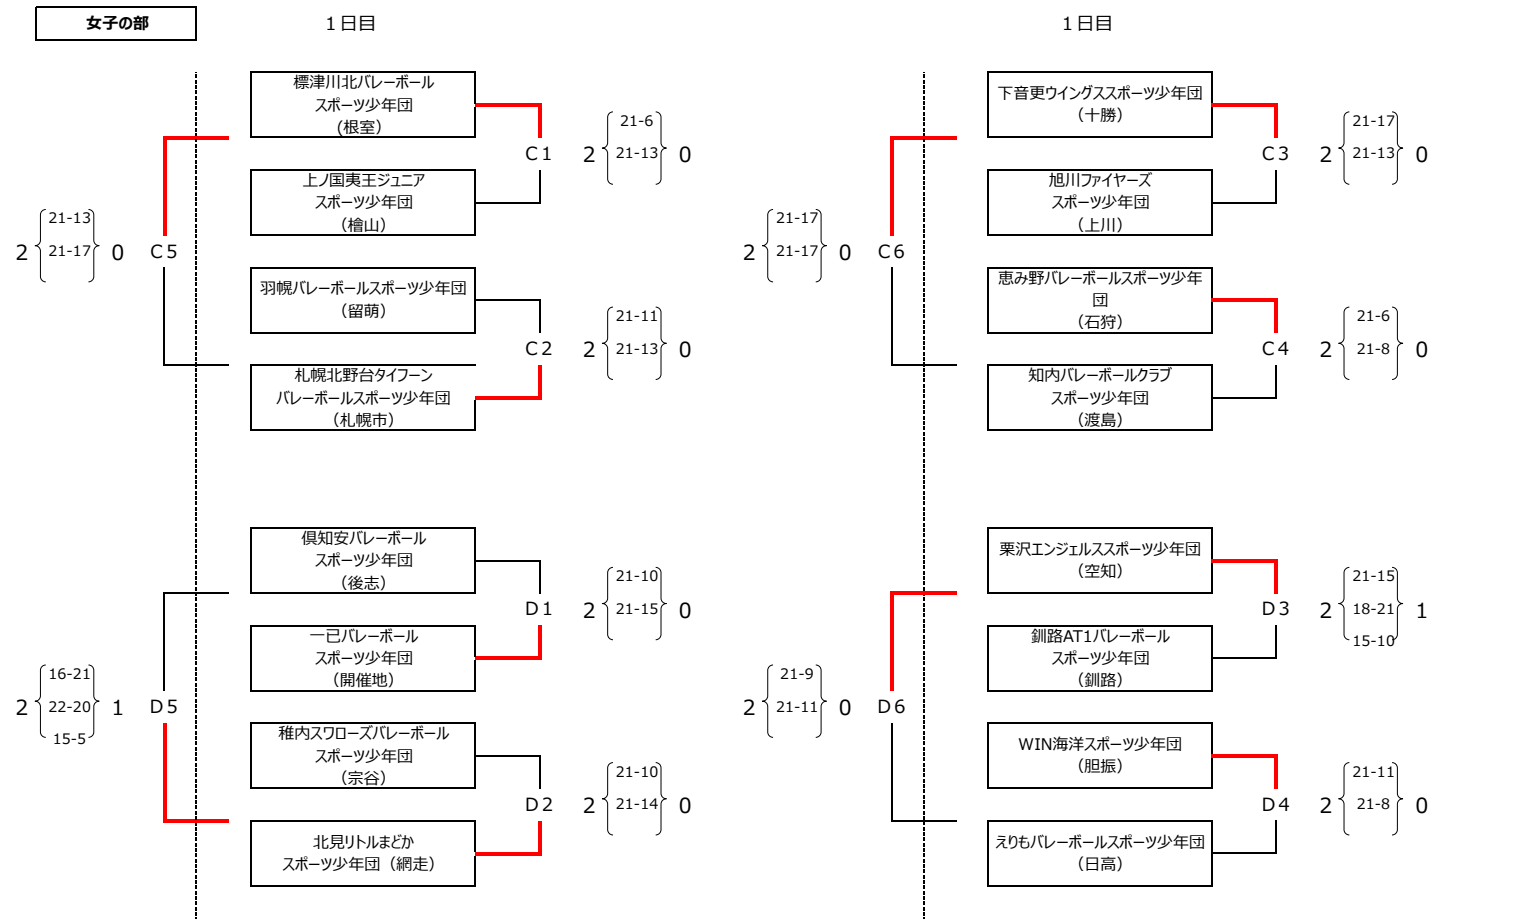 女子の部
１日目
標津川北バレーボール
スポーツ少年団
（根室）
上ノ国夷王ジュニア
スポーツ少年団
（檜山）
C１
2
21-6
21-13
0
2
21-13
21-17
0
C５
羽幌バレーボールスポーツ少年団
（留萌）
札幌北野台タイフーン
バレーボールスポーツ少年団
（札幌市）
C２
2
21-11
21-13
0
倶知安バレーボール
スポーツ少年団
（後志）
一已バレーボール
スポーツ少年団
（開催地）
D１
2
21-10
21-15
0
2
16-21
22-20
15-5
1
D５
稚内スワローズバレーボール
スポーツ少年団
（宗谷）
北見リトルまどか
スポーツ少年団（網走）
D２
2
21-10
21-14
0
１日目
下音更ウイングススポーツ少年団
（十勝）
旭川ファイヤーズ
スポーツ少年団
（上川）
C３
2
21-17
21-13
0
2
21-17
21-17
0
C６
恵み野バレーボールスポーツ少年
団
（石狩）
知内バレーボールクラブ
スポーツ少年団
（渡島）
C４
2
21-6
21-8
0
栗沢エンジェルススポーツ少年団
（空知）
釧路AT1バレーボール
スポーツ少年団
（釧路）
D３
2
21-15
18-21
15-10
1
2
21-9
21-11
0
D６
WIN海洋スポーツ少年団
（胆振）
えりもバレーボールスポーツ少年団
（日高）
D４
2
21-11
21-8
0